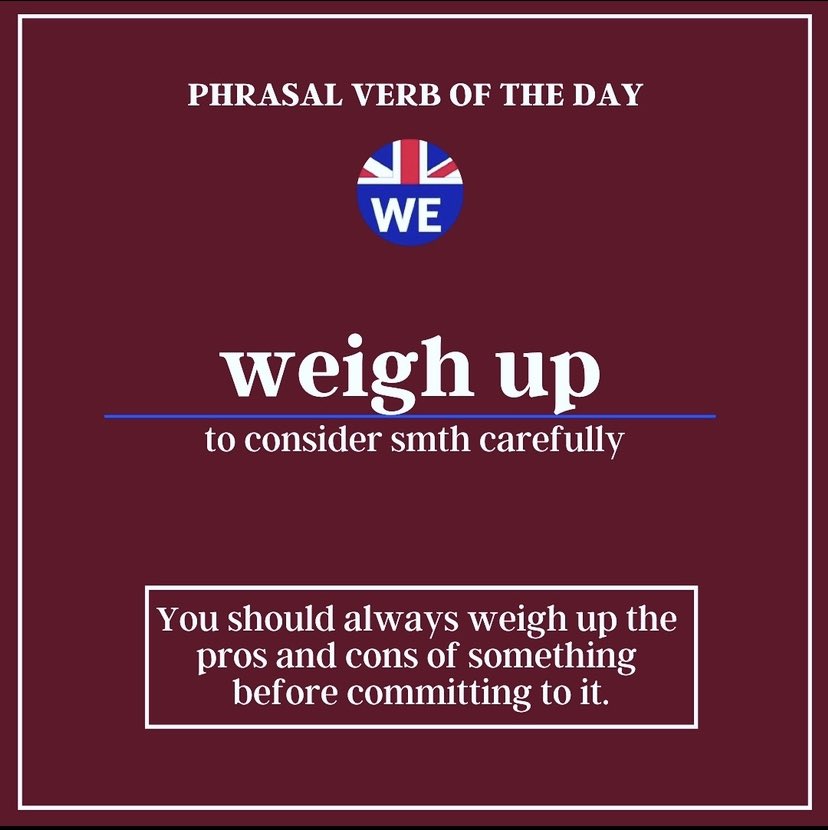 PHRASAL VERB OF THE DAY
WE
weigh up
to consider smth carefully
You should always weigh up the
pros and cons of something
before committing to it.